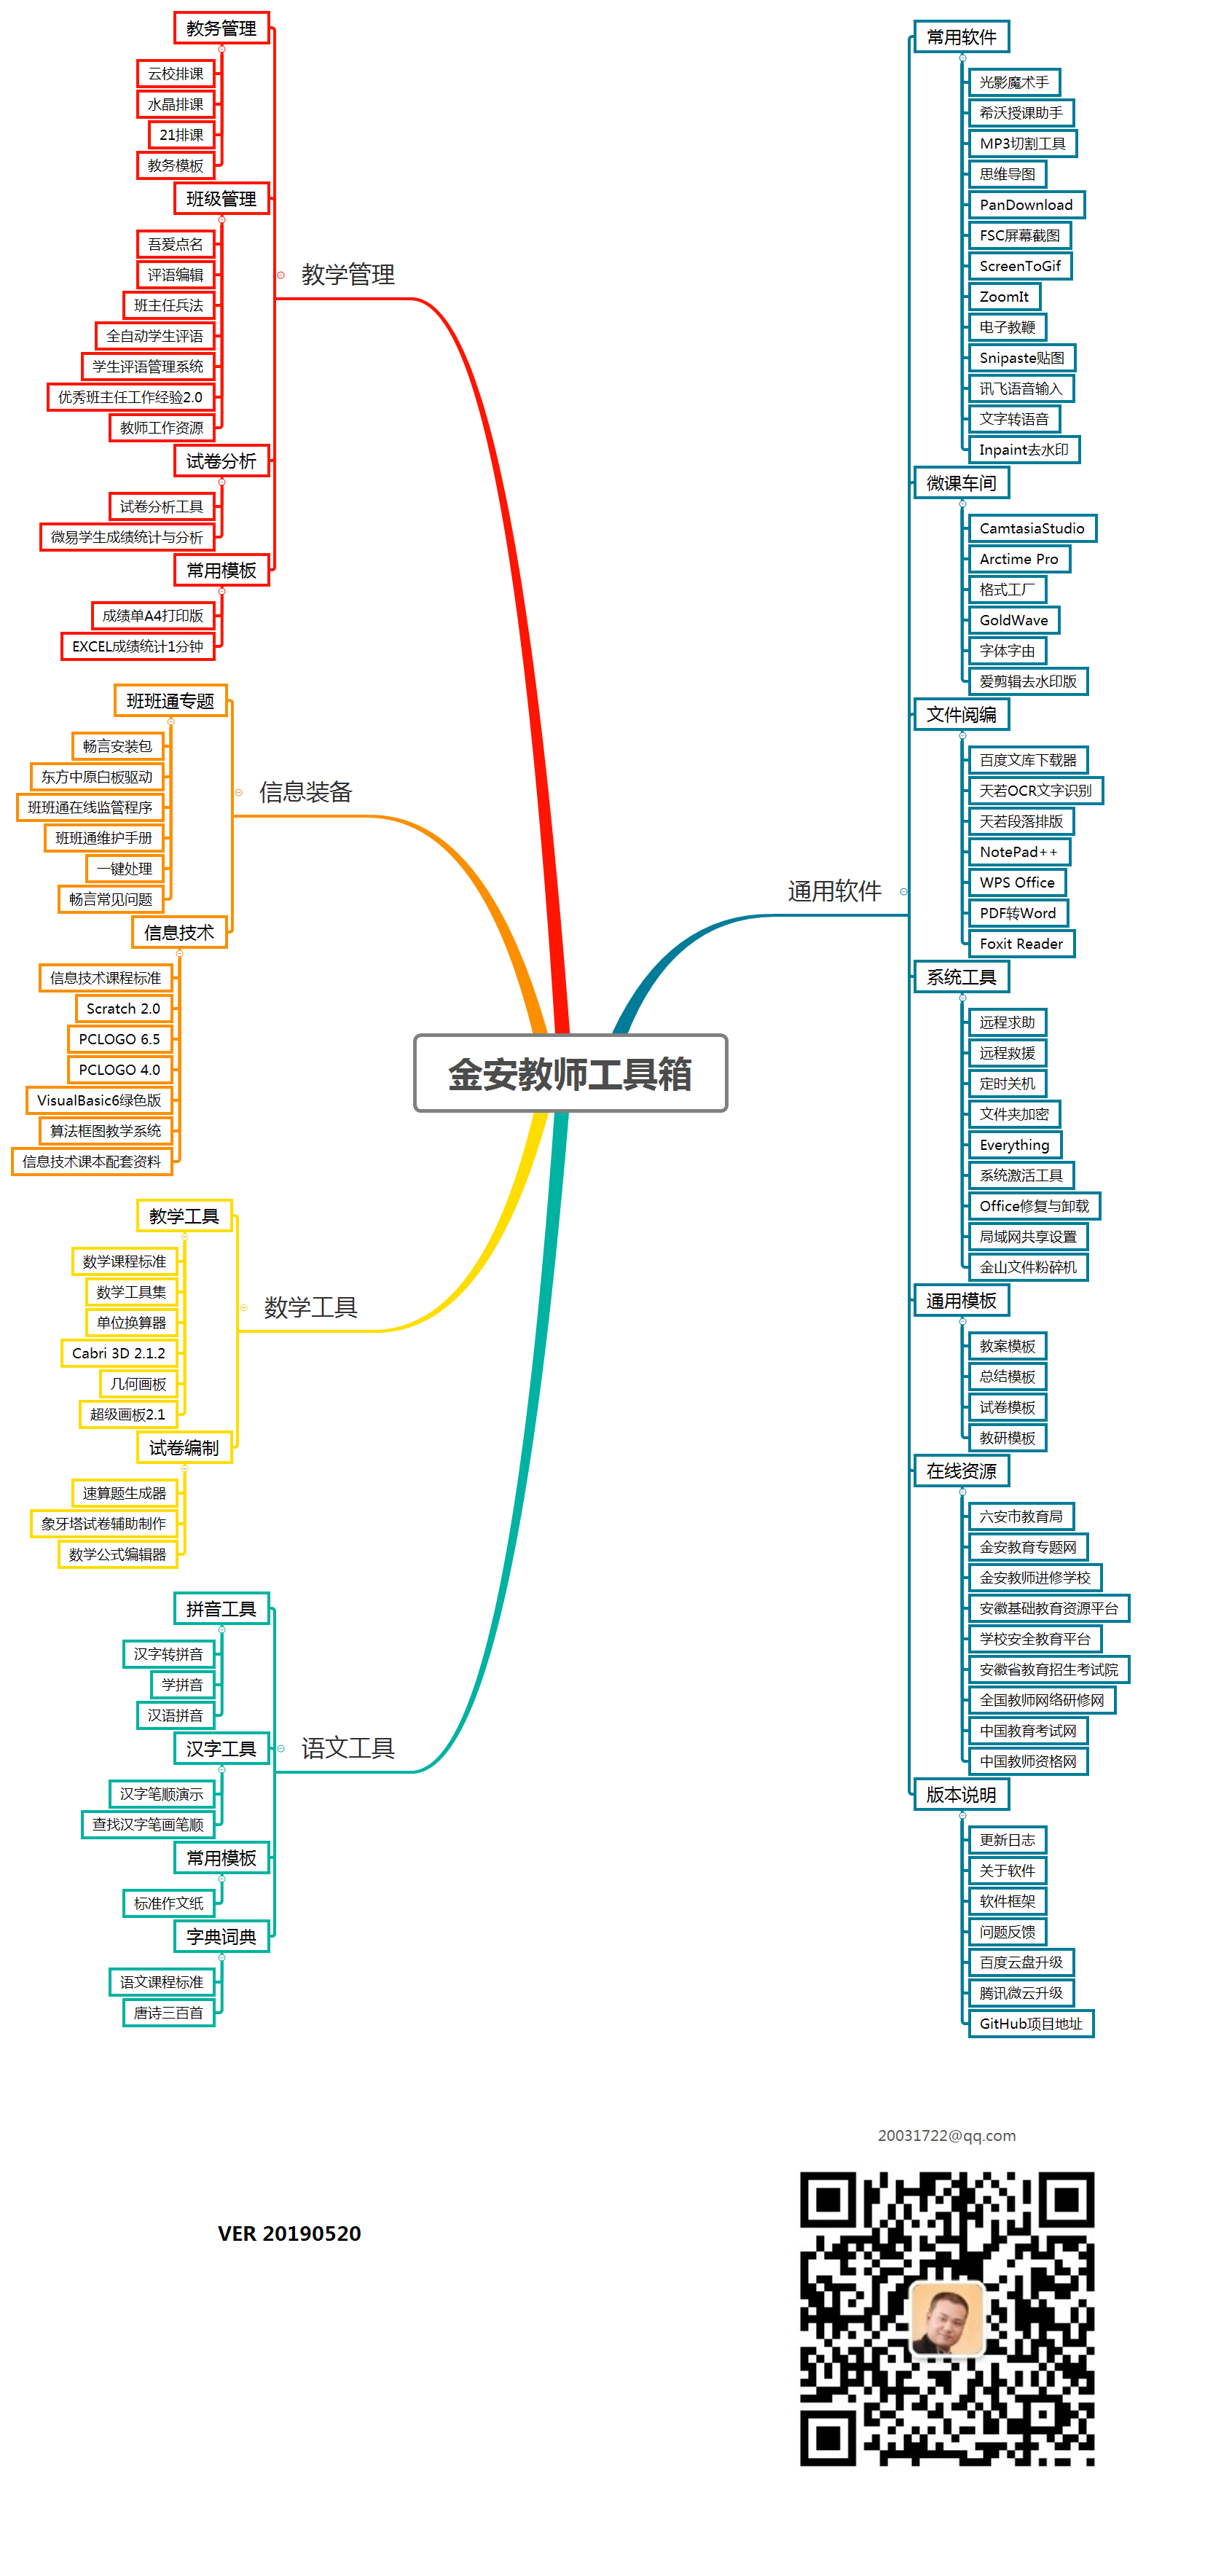 金安教师工具箱
教学管理
教务管理
云校排课
水晶排课
21排课
教务模板
班级管理
吾爱点名
评语编辑
班主任兵法
全自动学生评语
学生评语管理系统
优秀班主任工作经验2.0
教师工作资源
试卷分析
试卷分析工具
微易学生成绩统计与分析
常用模板
成绩单A4打印版
EXCEL成绩统计1分钟
信息装备
班班通专题
畅言安装包
东方中原白板驱动
班班通在线监管程序
班班通维护手册
一键处理
畅言常见问题
信息技术
信息技术课程标准
Scratch 2.0
PCLOGO 6.5
PCLOGO 4.0
VisualBasic6绿色版
算法框图教学系统
信息技术课本配套资料
数学工具
教学工具
数学课程标准
数学工具集
单位换算器
Cabri 3D 2.1.2
几何画板
超级画板2.1
试卷编制
速算题生成器
象牙塔试卷辅助制作
数学公式编辑器
语文工具
拼音工具
汉字转拼音
学拼音
汉语拼音
汉字工具
汉字笔顺演示
查找汉字笔画笔顺
常用模板
标准作文纸
字典词典
语文课程标准
唐诗三百首
通用软件
常用软件
光影魔术手
希沃授课助手
MP3切割工具
思维导图
PanDownload
FSC屏幕截图
ScreenToGif
ZoomIt
电子教鞭
Snipaste贴图
讯飞语音输入
文字转语音
Inpaint去水印
微课车间
CamtasiaStudio
Arctime Pro
格式工厂
GoldWave
字体字由
爱剪辑去水印版
文件阅编
百度文库下载器
天若OCR文字识别
天若段落排版
NotePad++
WPS Office
PDF转Word
Foxit Reader
系统工具
远程求助
远程救援
定时关机
文件夹加密
Everything
系统激活工具
Office修复与卸载
局域网共享设置
金山文件粉碎机
通用模板
教案模板
总结模板
试卷模板
教研模板
在线资源
六安市教育局
金安教育专题网
金安教师进修学校
安徽基础教育资源平台
学校安全教育平台
安徽省教育招生考试院
全国教师网络研修网
中国教育考试网
中国教师资格网
版本说明
更新日志
关于软件
软件框架
问题反馈
百度云盘升级
腾讯微云升级
GitHub项目地址
20031722@qq.com
VER 20190520